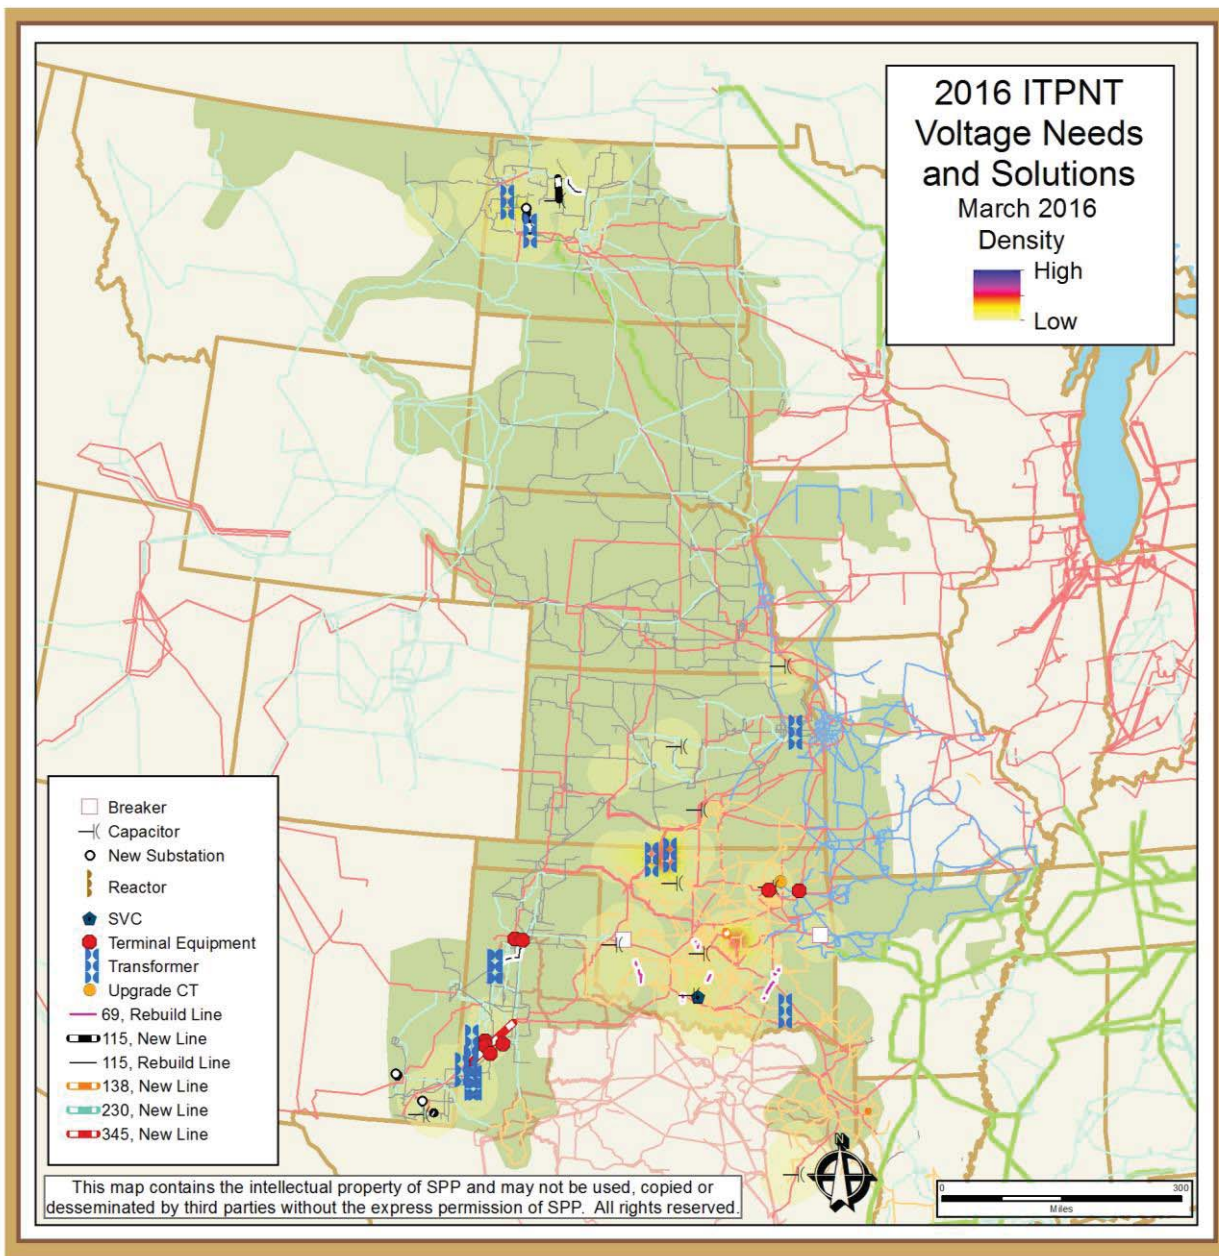 2016 ITPNT
Voltage Needs
and Solutions
March 2016
Density
High
Low
Breaker
Capacitor
New Substation
Reactor
SVC
Terminal Equipment
Transformer
Upgrade CT
69, Rebuild Line
115, New Line
115, Rebuild Line
138, New Line
230, New Line
345, New Line
This map contains the intellectual property of SPP and may not be used, copied or
desseminated by third parties without the express permission of SPP. All rights reserved.
N
0 300
Miles